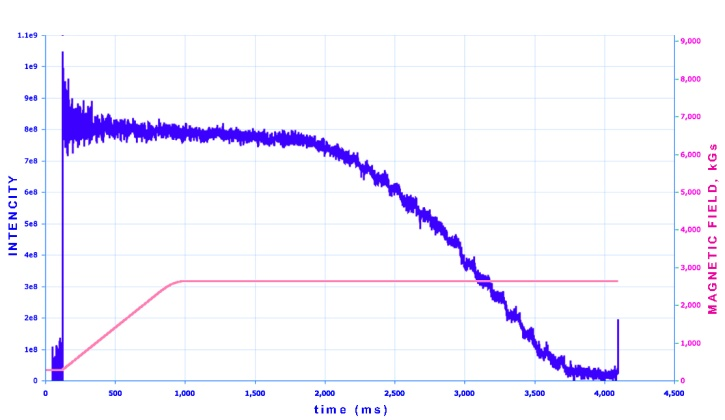 1.1e9
1e9
9e8
8e8
7e8
6e8
5e8
4e8
3e8
2e8
1e8
0
INTENCITY
9,000
8,000
7,000
6,000
5,000
4,000
3,000
2,000
1,000
0
MAGNETIC FIELD, kGs
0 500 1,000 1,500 2,000 2,500 3,000 3,500 4,000 4,500
time (ms)